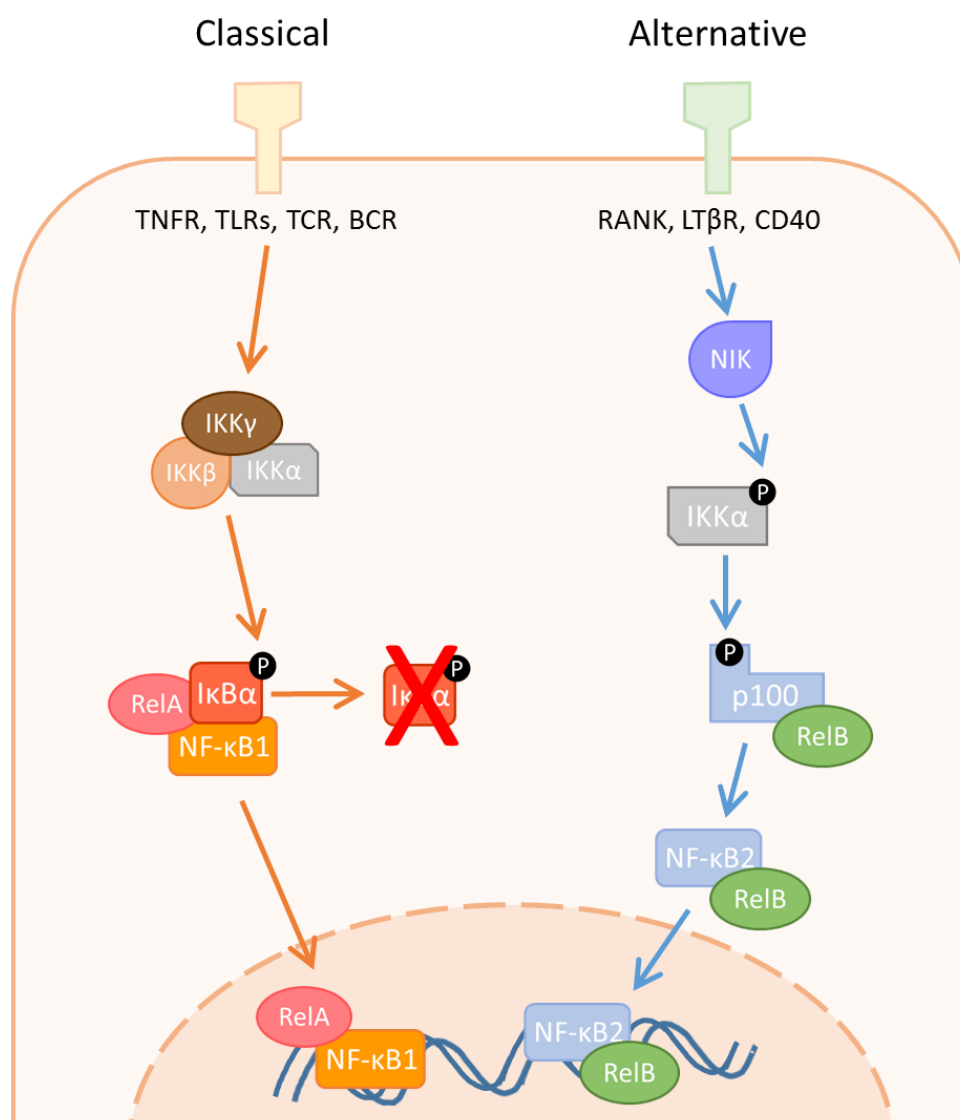 Classical
Alternative
TNFR, TLRs, TCR, BCR
RANK, LTβR, CD40
NIK
IKKγ
IKKβ
IKKα
P
IKKα
P
IκBα
RelA
NF-κB1
P
Iκ α
P
p100
RelB
NF-κB2
RelB
RelA
NF-κB1
NF-κB2
RelB